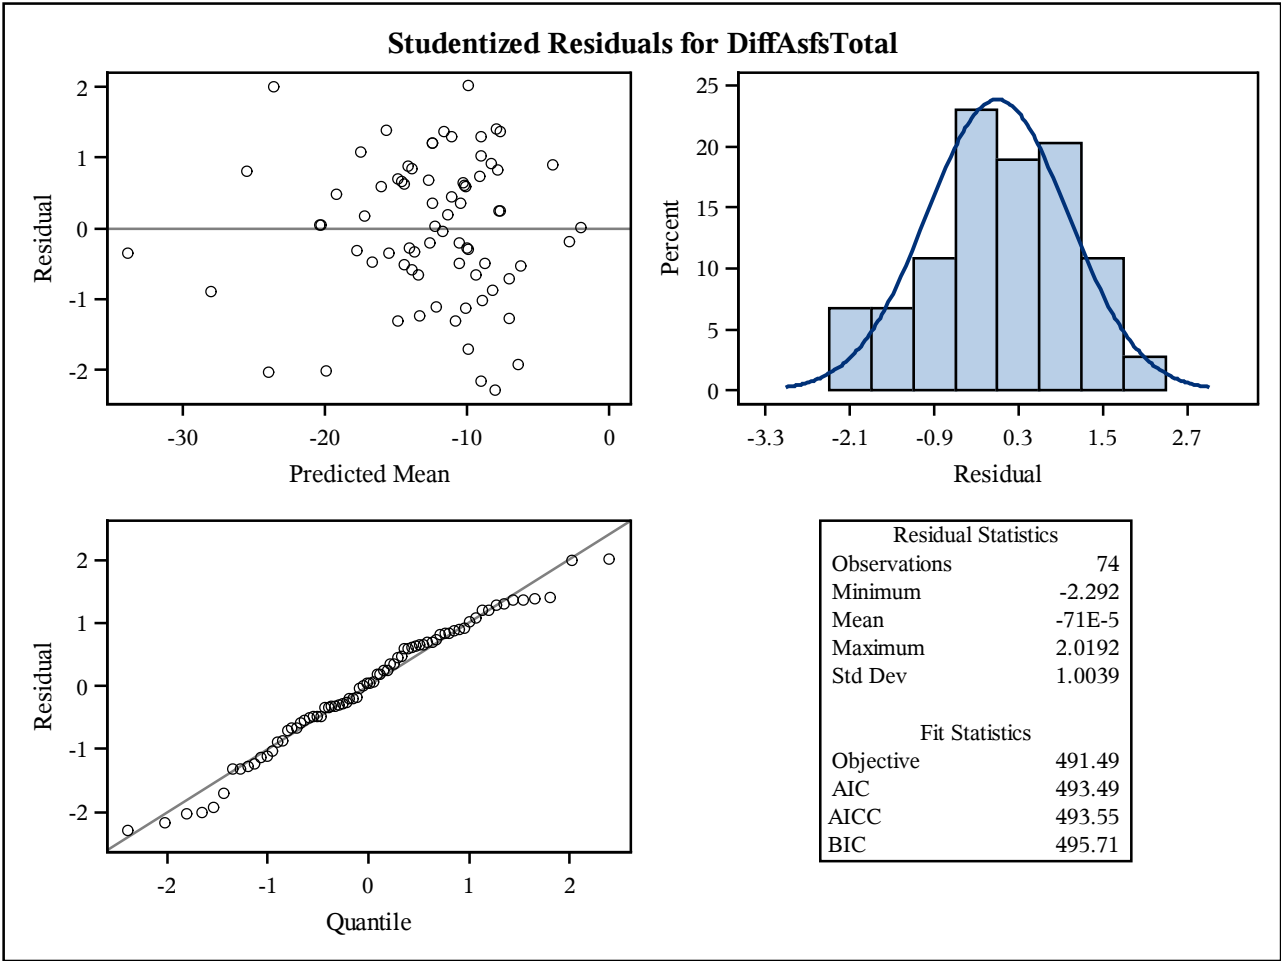 Studentized Residuals for DiffAsfsTotal
2
1
0
-1
-2
Residual
-30
-20
-10
0
Predicted Mean
25
20
15
10
5
0
Percent
-3.3
-2.1
-0.9
0.3
1.5
2.7
Residual
2
1
0
-1
-2
Residual
-2
-1
0
1
2
Quantile
Residual Statistics
Observations 74
Minimum -2.292
Mean -71E-5
Maximum 2.0192
Std Dev 1.0039
Fit Statistics
Objective 491.49
AIC 493.49
AICC 493.55
BIC 495.71